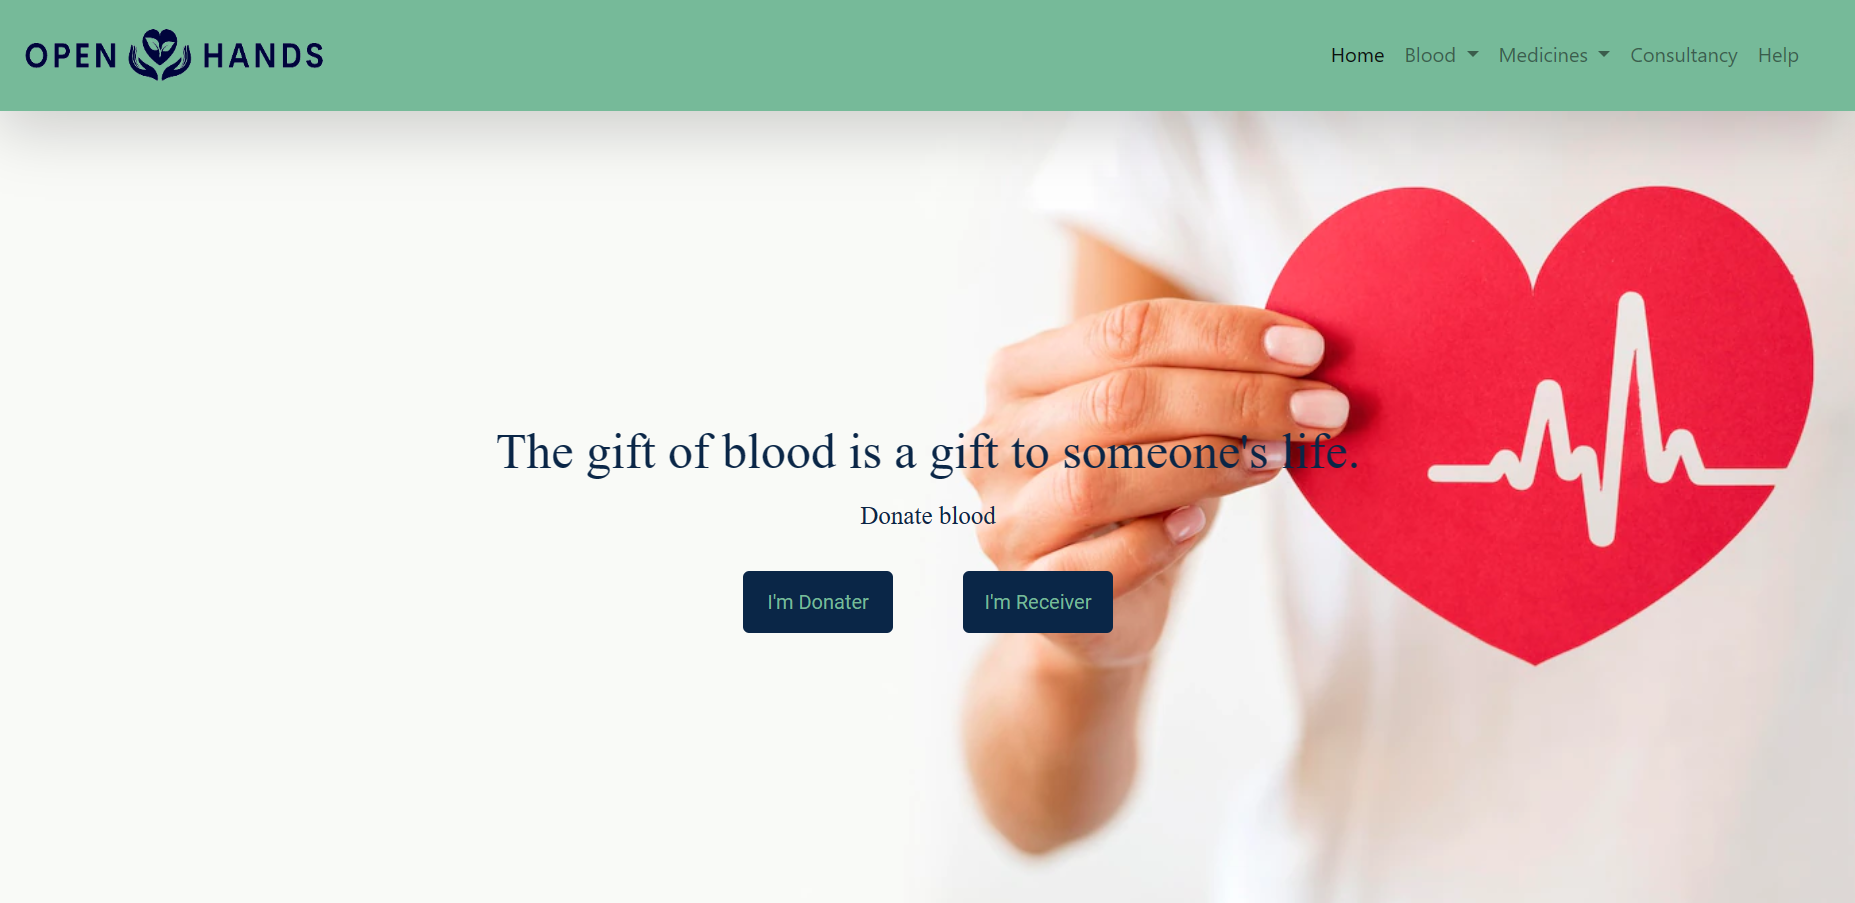 OPEN HANDS
Home Blood Medicines Consultancy Help
The gift of blood is a gift to someone's life.
Donate blood
I'm Donater I'm Receiver